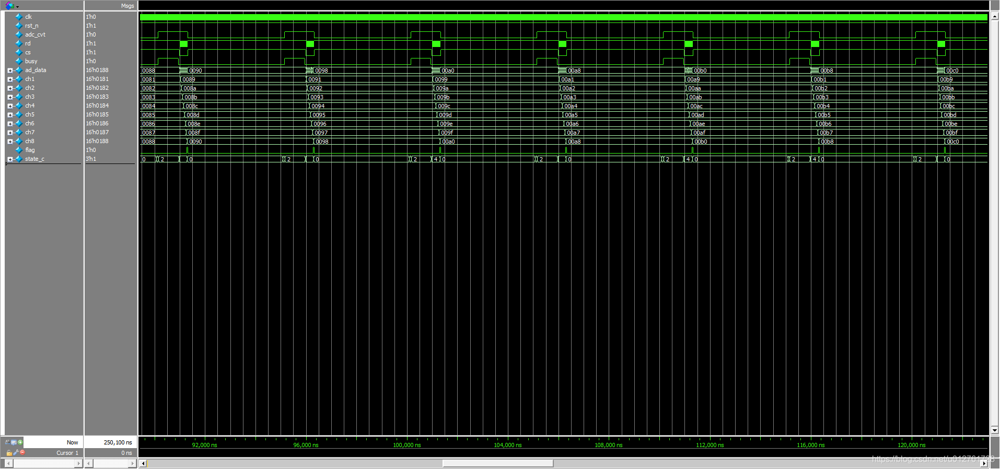 Msgs
clk 1'h0
rst_n 1'h1
adc_cvt 1'h0
rd 1'h1
cs 1'h1
busy 1'h0
ad_data 16'h0188 0088 0090 0098 00a0 00a8 00b0 00b8 00c0
ch1 16'h0181 0081 0089 0091 0099 00a1 00a9 00b1 00b9
ch2 16'h0182 0082 008a 0092 009a 00a2 00aa 00b2 00ba
ch3 16'h0183 0083 008b 0093 009b 00a3 00ab 00b3 00bb
ch4 16'h0184 0084 008c 0094 009c 00a4 00ac 00b4 00bc
ch5 16'h0185 0085 008d 0095 009d 00a5 00ad 00b5 00bd
ch6 16'h0186 0086 008e 0096 009e 00a6 00ae 00b6 00be
ch7 16'h0187 0087 008f 0097 009f 00a7 00af 00b7 00bf
ch8 16'h0188 0088 0090 0098 00a0 00a8 00b0 00b8 00c0
flag 1'h0
state_c 3'h1 0 2 0 2 0 2 4 0 2 0 2 4 0 2 4 0 2 0
Now 250,100 ns 92,000 ns 96,000 ns 100,000 ns 104,000 ns 108,000 ns 112,000 ns 116,000 ns 120,000 ns
Cursor 1 0 ns
https://blog.csdn.net/u012761728